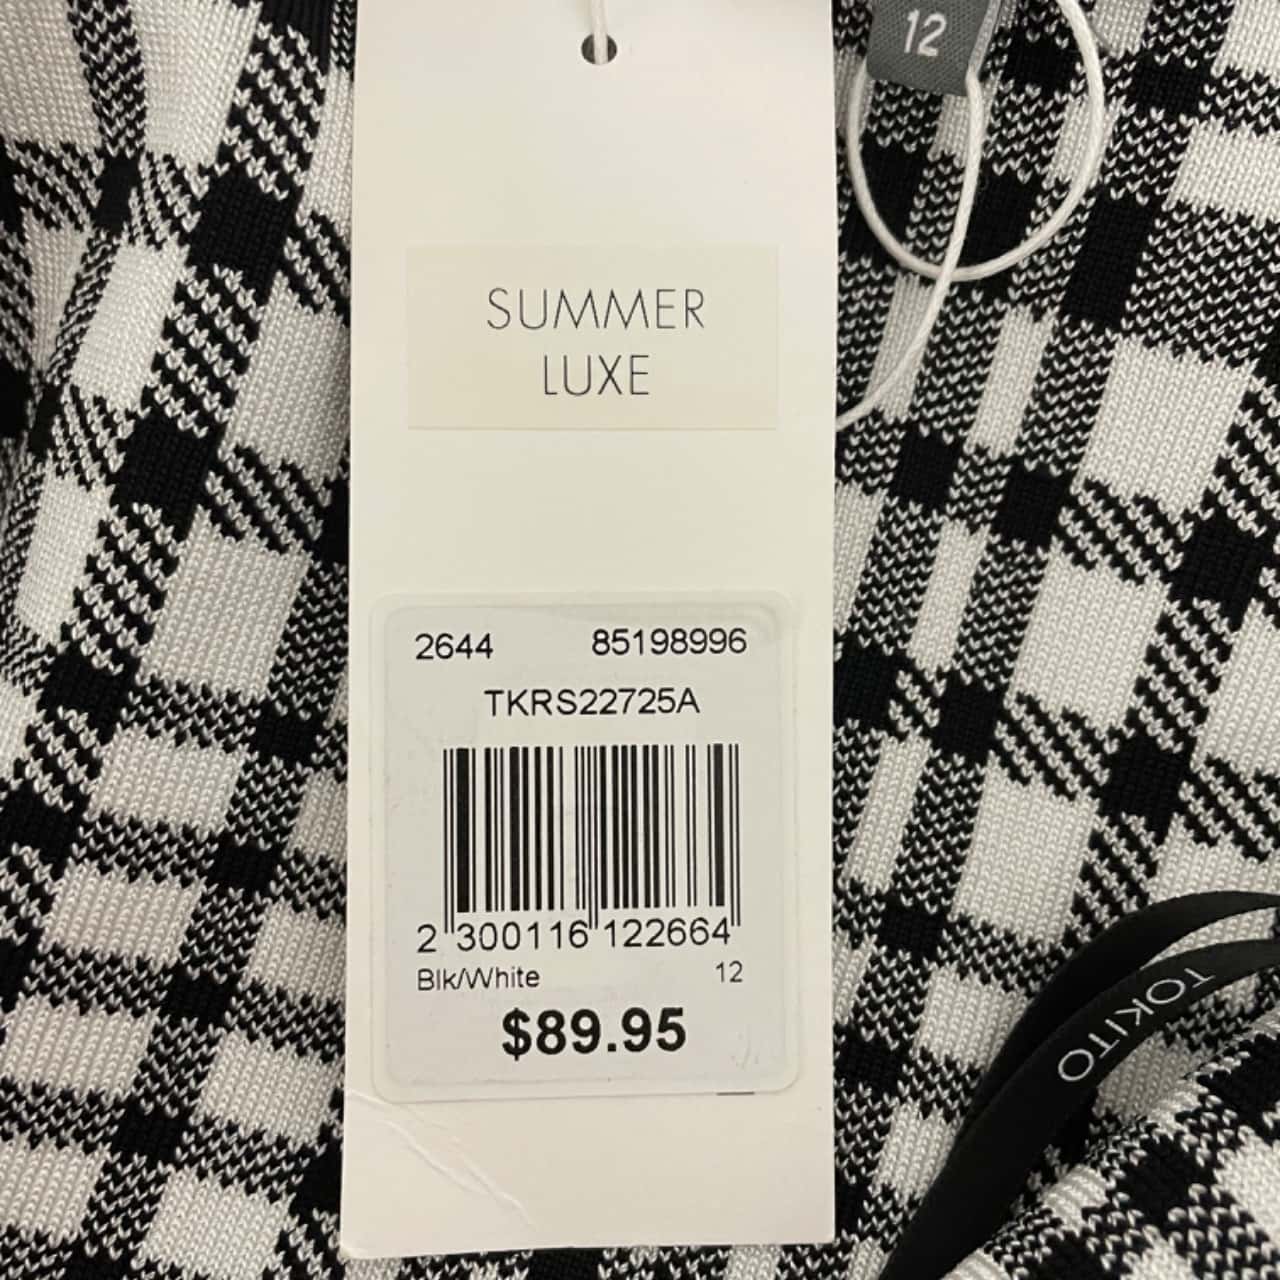 12
SUMMER
LUXE
2644 85198996
TKRS22725A
2 300116 122664
Blk/White 12
$89.95
TOKITO